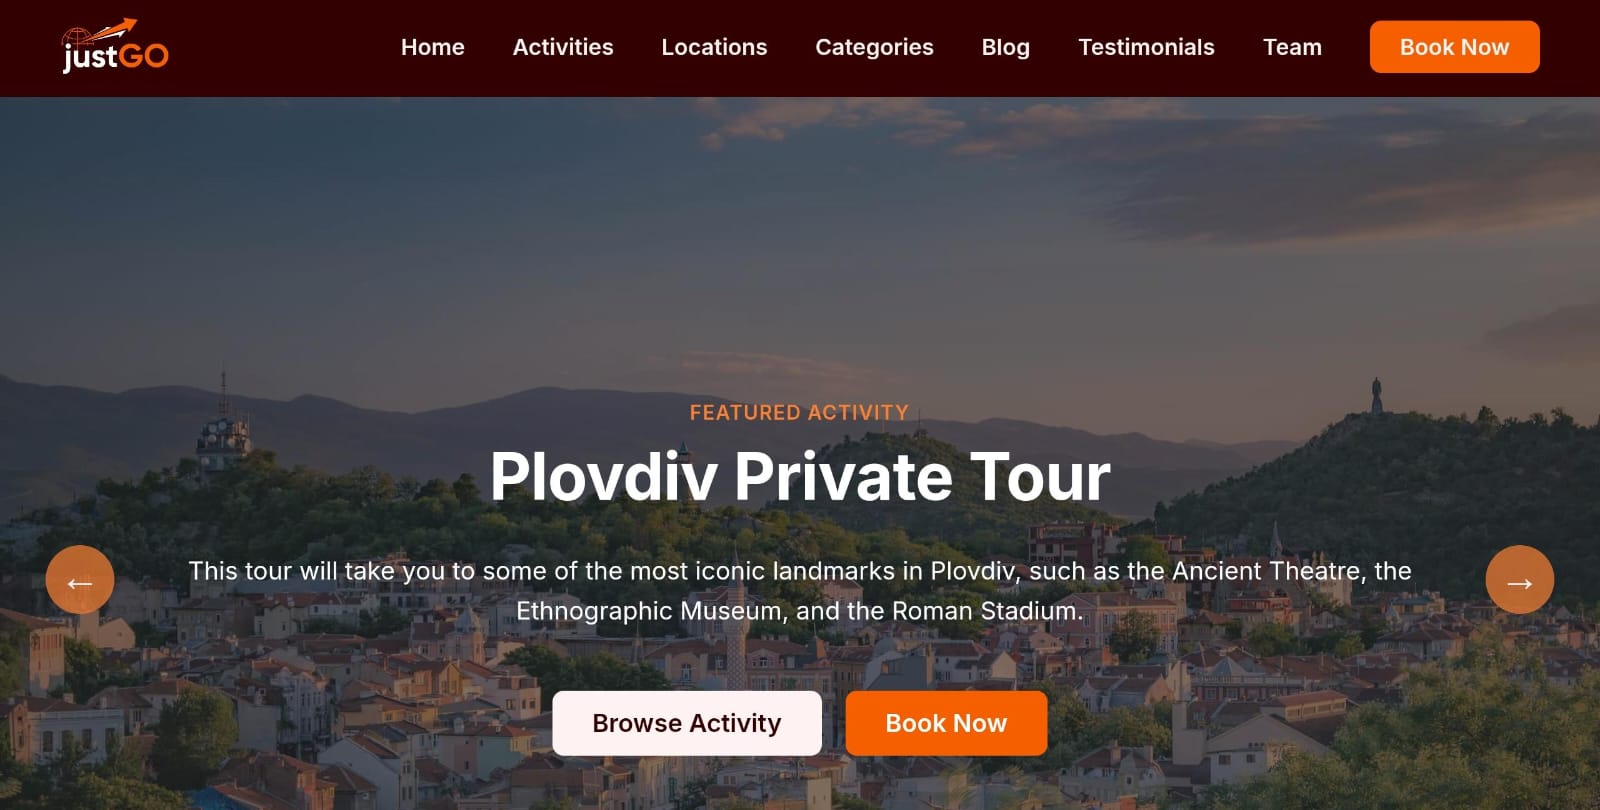 justGO
Home
Activities
Locations
Categories
Blog
Testimonials
Team
Book Now
FEATURED ACTIVITY
Plovdiv Private Tour
←
This tour will take you to some of the most iconic landmarks in Plovdiv, such as the Ancient Theatre, the
Ethnographic Museum, and the Roman Stadium.
→
Browse Activity
Book Now